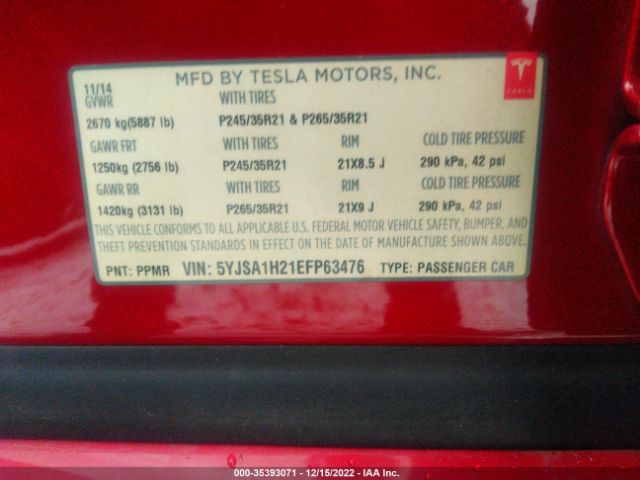 MFD BY TESLA MOTORS, INC.
11/14
GVWR WITH TIRES
2670 kg(5887 lb) P245/35R21 & P265/35R21
GAWR FRT WITH TIRES RIM COLD TIRE PRESSURE
1250kg (2756 lb) P245/35R21 21X8.5 J 290 kPa, 42 psi
GAWR RR WITH TIRES RIM COLD TIRE PRESSURE
1420kg (3131 lb) P265/35R21 21X9 J 290 kPa, 42 psi
THIS VEHICLE CONFORMS TO ALL APPLICABLE U.S. FEDERAL MOTOR VEHICLE SAFETY, BUMPER, AND
THEFT PREVENTION STANDARDS IN EFFECT ON THE DATE OF MANUFACTURE SHOWN ABOVE.
PNT: PPMR VIN: 5YJSA1H21EFP63476 TYPE: PASSENGER CAR
TESLA
000-35393071 - 12/15/2022 - IAA Inc.